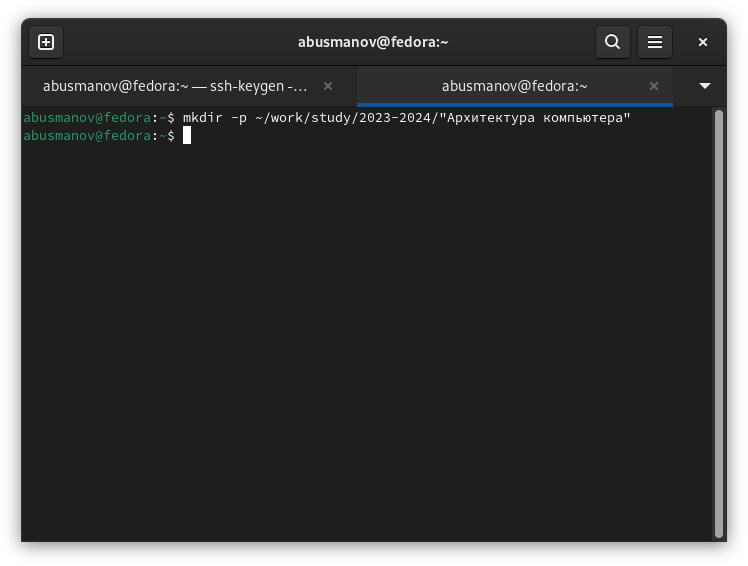 abusmanov@fedora:~
abusmanov@fedora:~ — ssh-keygen -…
abusmanov@fedora:~
abusmanov@fedora:~$ mkdir -p ~/work/study/2023-2024/"Архитектура компьютера"
abusmanov@fedora:~$